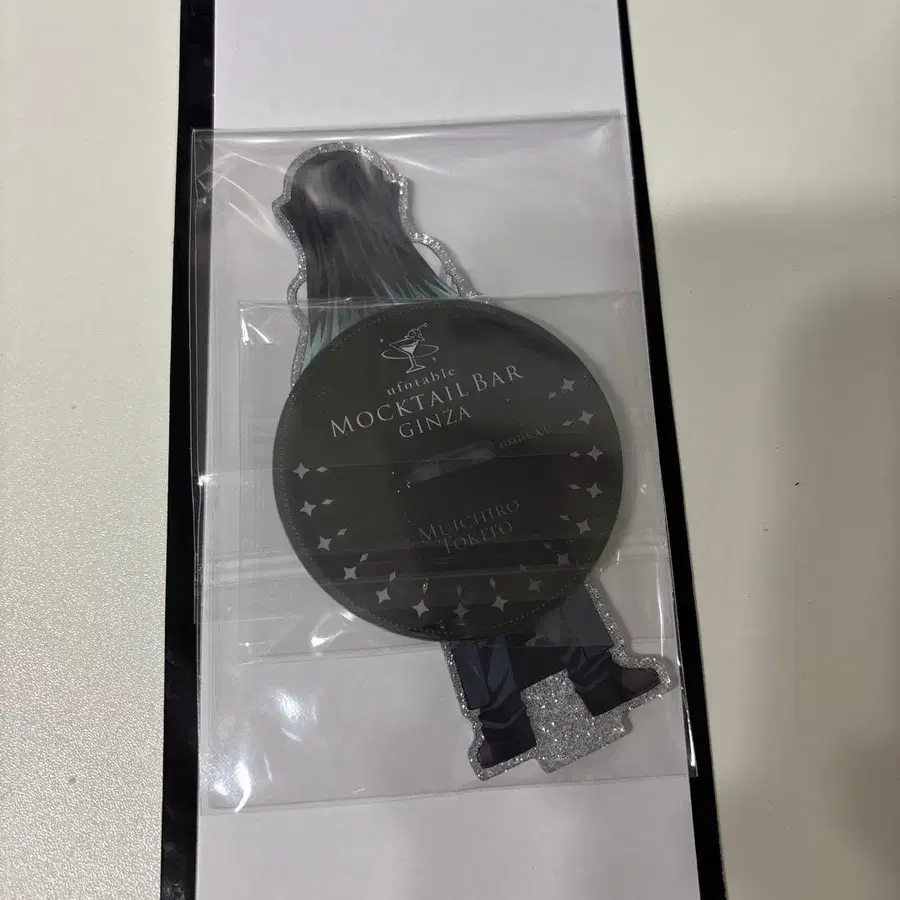 ufotable
MOCKTAIL BAR
GINZA
MUICHIRO
TOKITO